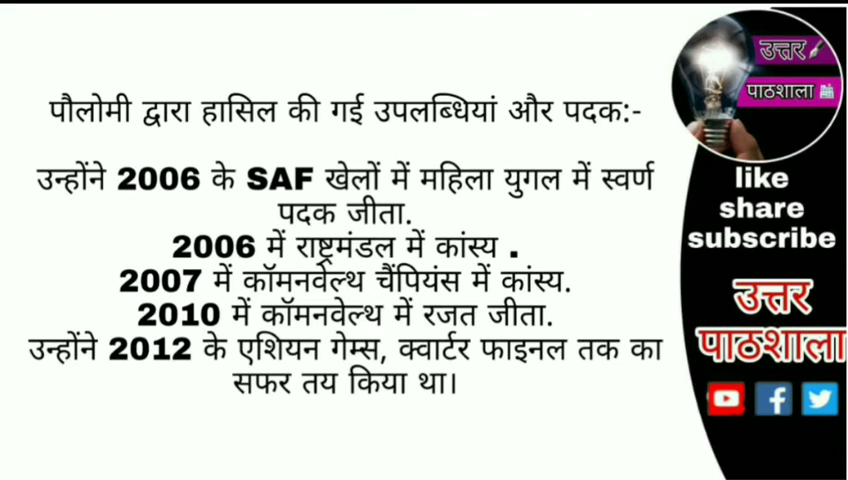 पौलोमी द्वारा हासिल की गई उपलब्धियां और पदक:-
उन्होंने 2006 के SAF खेलों में महिला युगल में स्वर्ण
पदक जीता.
2006 में राष्ट्रमंडल में कांस्य .
2007 में कॉमनवेल्थ चैंपियंस में कांस्य.
2010 में कॉमनवेल्थ में रजत जीता.
उन्होंने 2012 के एशियन गेम्स, क्वार्टर फाइनल तक का
सफर तय किया था।
उत्तर
पाठशाला
like
share
subscribe
उत्तर
पाठशाला